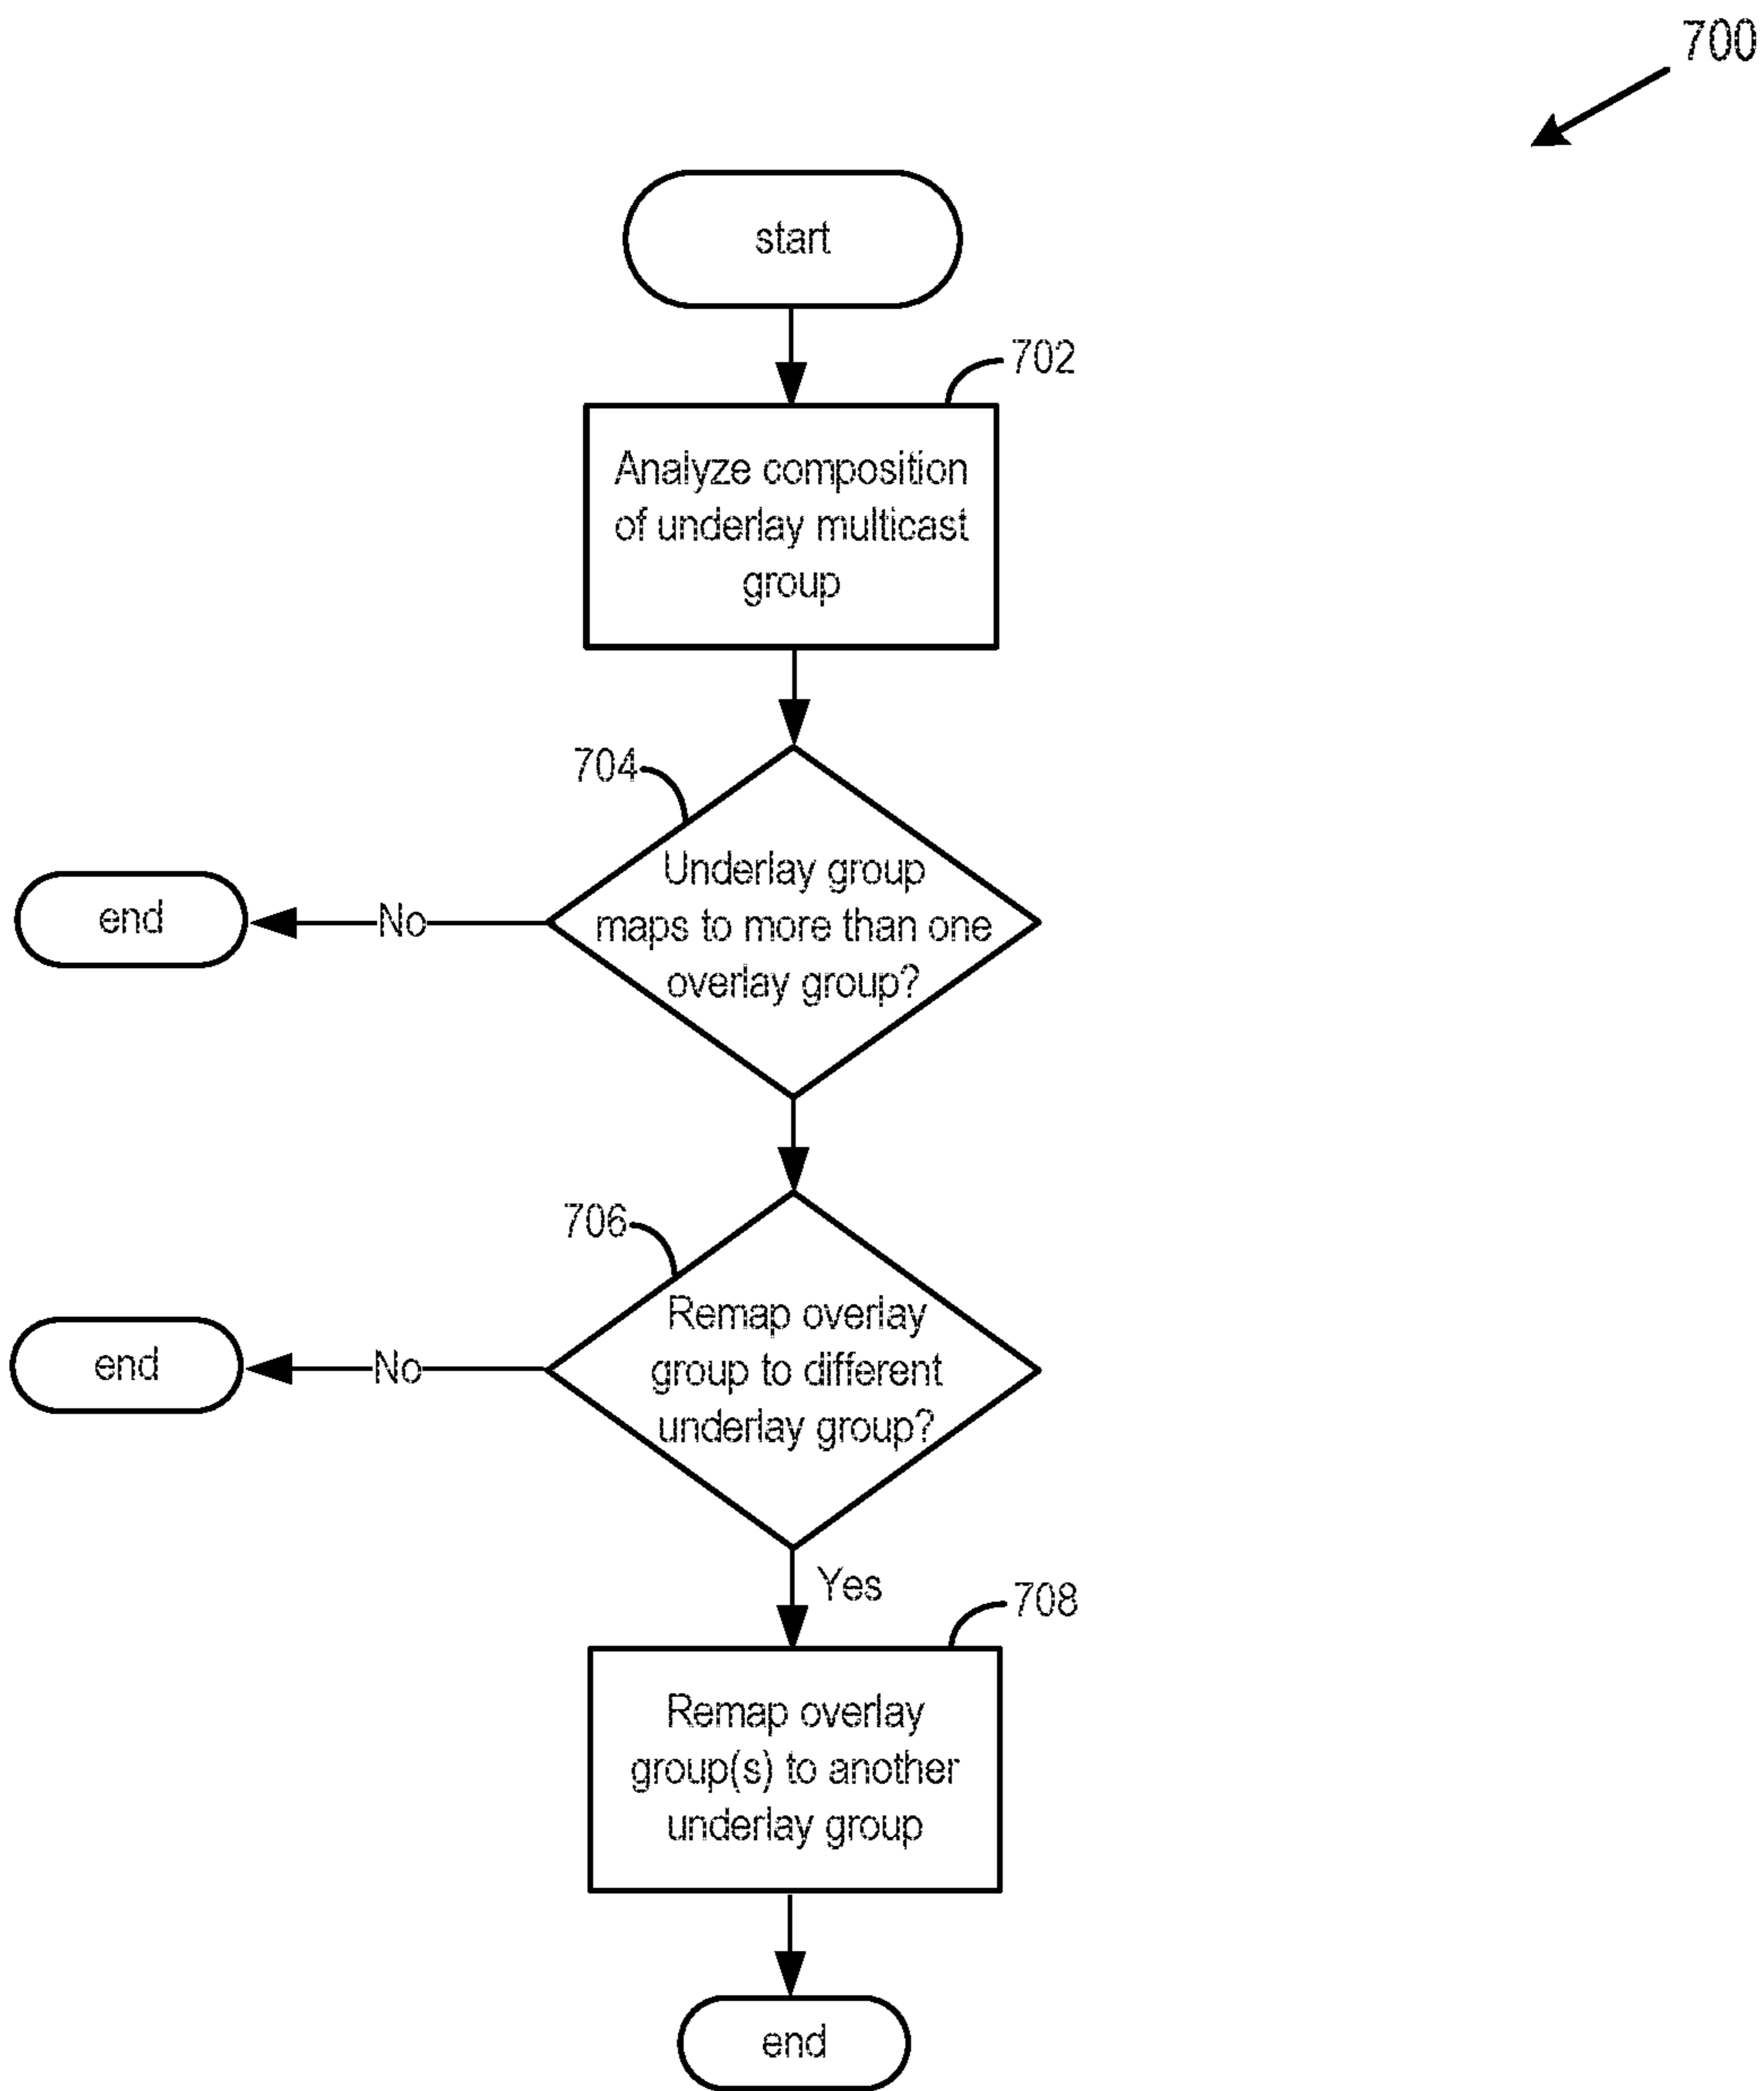 700
start
702
Analyze composition
of underlay multicast
group
704
Underlay group
maps to more than one
overlay group?
No
end
706
Remap overlay
group to different
underlay group?
No
end
Yes
708
Remap overlay
group(s) to another
underlay group
end